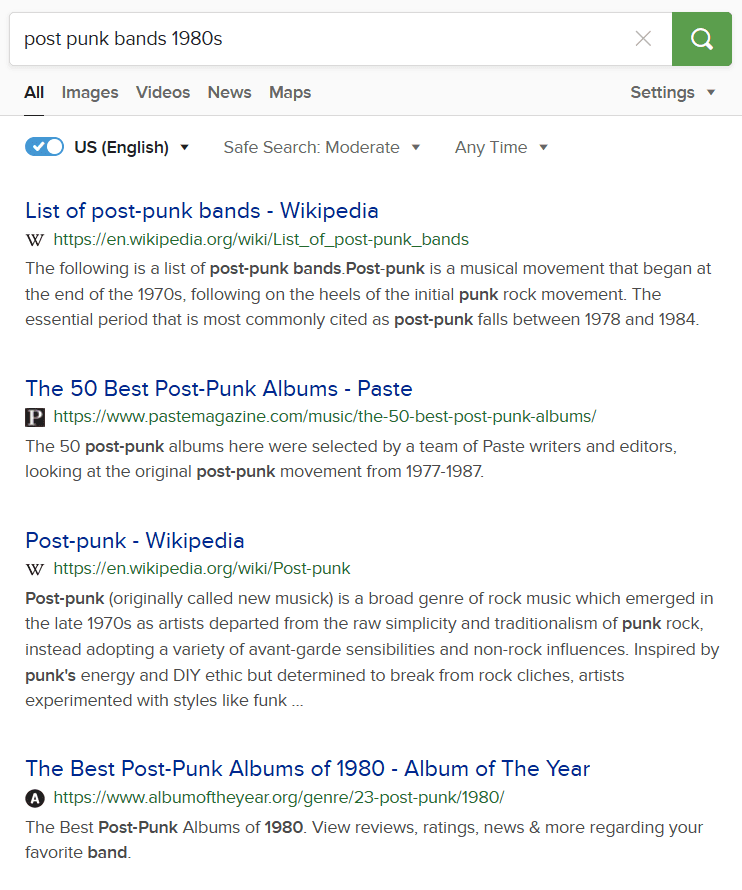 post punk bands 1980s
All Images Videos News Maps Settings
US (English) Safe Search: Moderate Any Time
List of post-punk bands - Wikipedia
W https://en.wikipedia.org/wiki/List_of_post-punk_bands
The following is a list of post-punk bands.Post-punk is a musical movement that began at
the end of the 1970s, following on the heels of the initial punk rock movement. The
essential period that is most commonly cited as post-punk falls between 1978 and 1984.
The 50 Best Post-Punk Albums - Paste
P https://www.pastemagazine.com/music/the-50-best-post-punk-albums/
The 50 post-punk albums here were selected by a team of Paste writers and editors,
looking at the original post-punk movement from 1977-1987.
Post-punk - Wikipedia
W https://en.wikipedia.org/wiki/Post-punk
Post-punk (originally called new musick) is a broad genre of rock music which emerged in
the late 1970s as artists departed from the raw simplicity and traditionalism of punk rock,
instead adopting a variety of avant-garde sensibilities and non-rock influences. Inspired by
punk's energy and DIY ethic but determined to break from rock cliches, artists
experimented with styles like funk ...
The Best Post-Punk Albums of 1980 - Album of The Year
A https://www.albumoftheyear.org/genre/23-post-punk/1980/
The Best Post-Punk Albums of 1980. View reviews, ratings, news & more regarding your
favorite band.